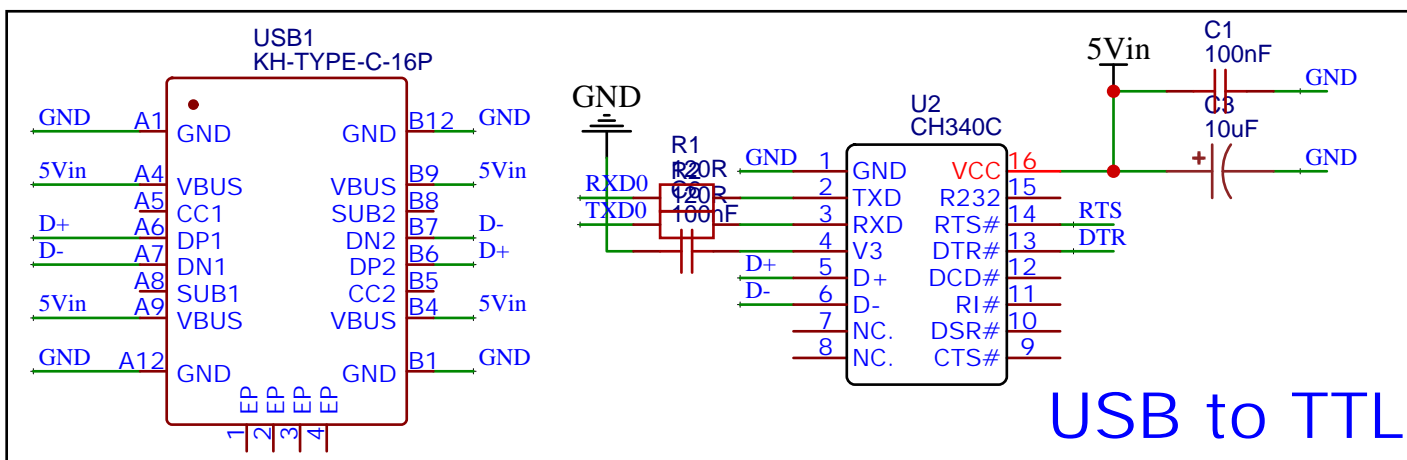 USB1
KH-TYPE-C-16P
GND A1 GND GND B12 GND
5Vin A4 VBUS VBUS B9 5Vin
A5 CC1 SUB2 B8
D+ A6 DP1 DN2 B7 D-
D- A7 DN1 DP2 B6 D+
A8 SUB1 CC2 B5
5Vin A9 VBUS VBUS B4 5Vin
GND A12 GND GND B1 GND
EP EP EP EP
1 2 3 4
GND
R1
120R
R2
120R
C6
100nF
RXD0
TXD0
U2
CH340C
GND 1 GND VCC 16
2 TXD R232 15
3 RXD RTS# 14 RTS
4 V3 DTR# 13 DTR
D+ 5 D+ DCD# 12
D- 6 D- RI# 11
7 NC. DSR# 10
8 NC. CTS# 9
5Vin
C1
100nF
GND
C3
10uF
+
GND
USB to TTL